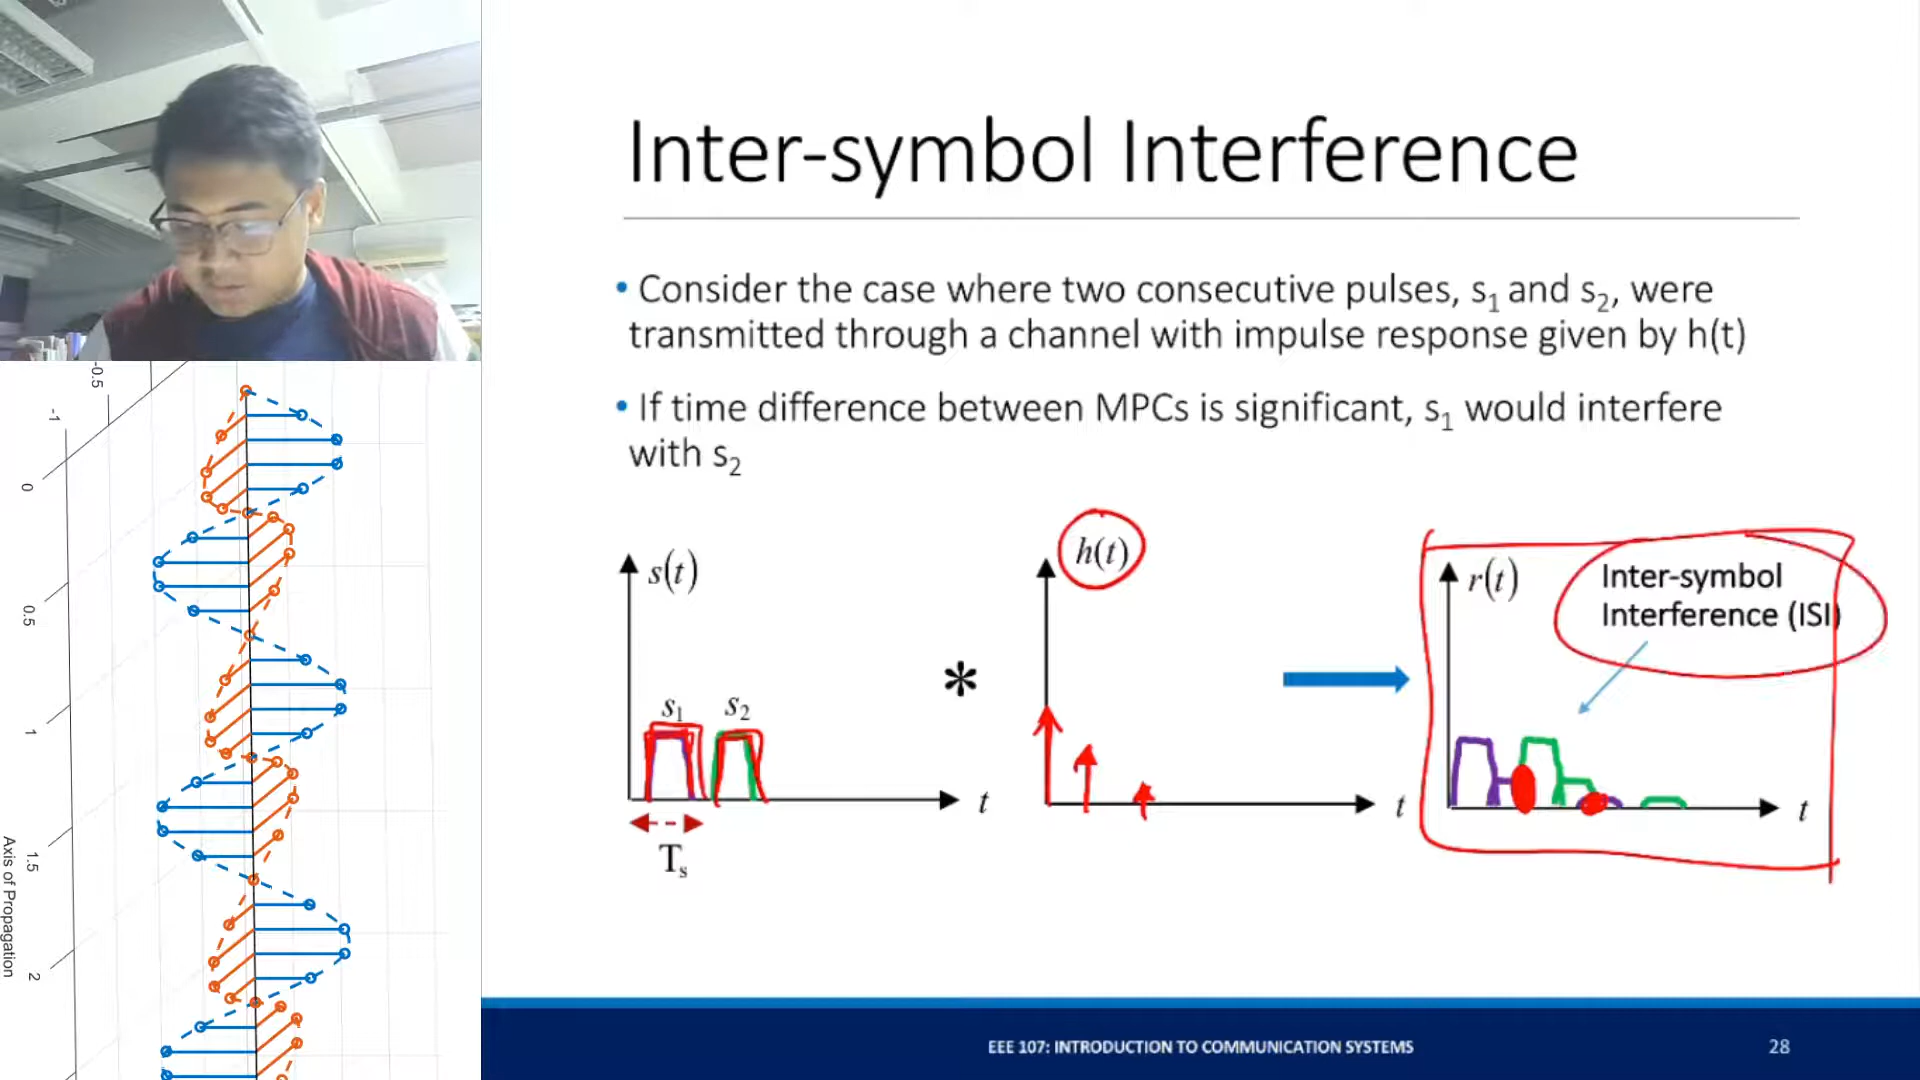 Inter-symbol Interference
• Consider the case where two consecutive pulses, s₁ and s₂, were
transmitted through a channel with impulse response given by h(t)
• If time difference between MPCs is significant, s₁ would interfere
with s₂
s(t)
s₁ s₂
t
Tₛ
*
h(t)
t
r(t)
Inter-symbol
Interference (ISI)
t
-1
-0.5
0
0.5
1
1.5
2
Axis of Propagation
EEE 107: INTRODUCTION TO COMMUNICATION SYSTEMS
28